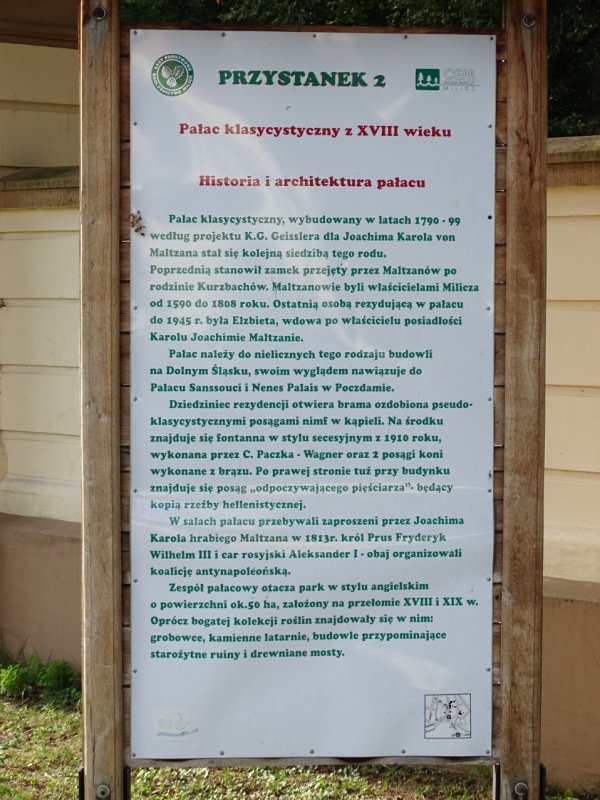 PRZYSTANEK 2
Pałac klasycystyczny z XVIII wieku
Historia i architektura pałacu
Pałac klasycystyczny, wybudowany w latach 1790 - 99
według projektu K.G. Geisslera dla Joachima Karola von
Maltzana stał się kolejną siedzibą tego rodu.
Poprzednią stanowił zamek przejęty przez Maltzanów po
rodzinie Kurzbachów. Maltzanowie byli właścicielami Milicza
od 1590 do 1808 roku. Ostatnią osobą rezydującą w pałacu
do 1945 r. była Elzbieta, wdowa po właścicielu posiadłości
Karolu Joachimie Maltzanie.
Pałac należy do nielicznych tego rodzaju budowli
na Dolnym Śląsku, swoim wyglądem nawiązuje do
Pałacu Sanssouci i Nenes Palais w Poczdamie.
Dziedziniec rezydencji otwiera brama ozdobiona pseudo-
klasycystycznymi posągami nimf w kąpieli. Na środku
znajduje się fontanna w stylu secesyjnym z 1910 roku,
wykonana przez C. Paczka - Wagner oraz 2 posągi koni
wykonane z brązu. Po prawej stronie tuż przy budynku
znajduje się posąg „odpoczywającego pięściarza”- będący
kopią rzeźby hellenistycznej.
W salach pałacu przebywali zaproszeni przez Joachima
Karola hrabiego Maltzana w 1813r. król Prus Fryderyk
Wilhelm III i car rosyjski Aleksander I - obaj organizowali
koalicję antynapoleońską.
Zespół pałacowy otacza park w stylu angielskim
o powierzchni ok.50 ha, założony na przełomie XVIII i XIX w.
Oprócz bogatej kolekcji roślin znajdowały się w nim:
grobowce, kamienne latarnie, budowle przypominające
starożytne ruiny i drewniane mosty.